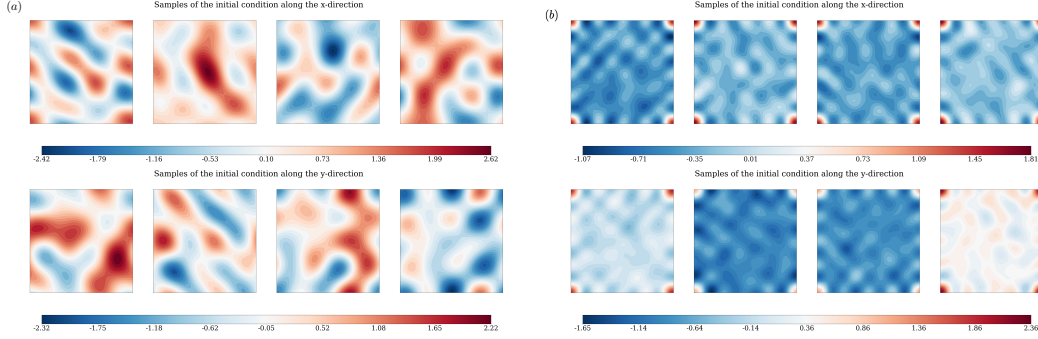 (a)
Samples of the initial condition along the x-direction
-2.42 -1.79 -1.16 -0.53 0.10 0.73 1.36 1.99 2.62
Samples of the initial condition along the y-direction
-2.32 -1.75 -1.18 -0.62 -0.05 0.52 1.08 1.65 2.22
(b)
Samples of the initial condition along the x-direction
-1.07 -0.71 -0.35 0.01 0.37 0.73 1.09 1.45 1.81
Samples of the initial condition along the y-direction
-1.65 -1.14 -0.64 -0.14 0.36 0.86 1.36 1.86 2.36